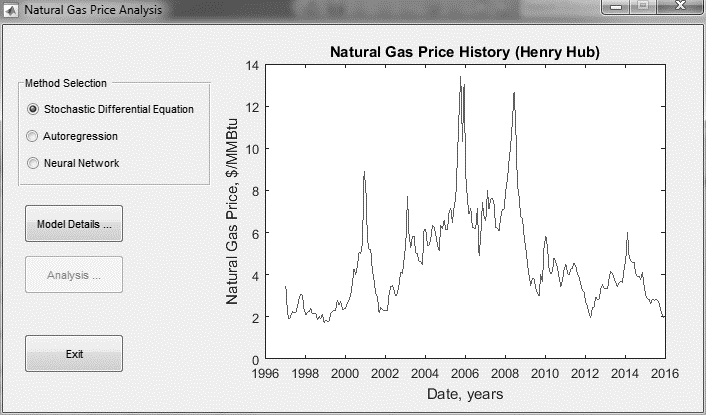 Natural Gas Price Analysis
Method Selection
Stochastic Differential Equation
Autoregression
Neural Network
Model Details ...
Analysis ...
Exit
Natural Gas Price History (Henry Hub)
Natural Gas Price, $/MMBtu
14
12
10
8
6
4
2
0
1996 1998 2000 2002 2004 2006 2008 2010 2012 2014 2016
Date, years